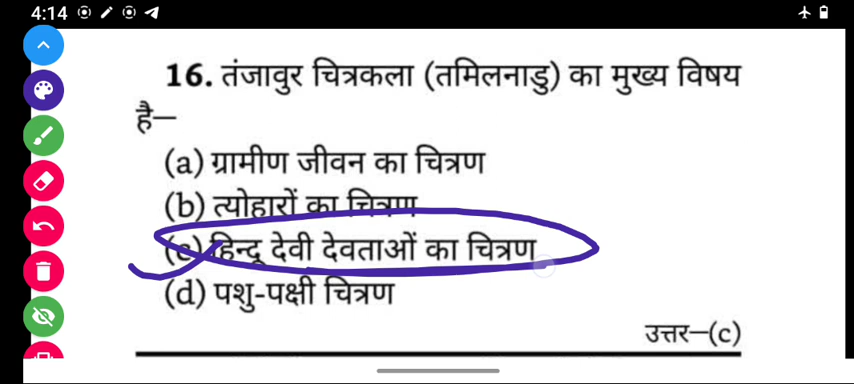 4:14
16. तंजावुर चित्रकला (तमिलनाडु) का मुख्य विषय
है—
(a) ग्रामीण जीवन का चित्रण
(b) त्योहारों का चित्रण
(c) हिन्दू देवी देवताओं का चित्रण
(d) पशु-पक्षी चित्रण
उत्तर—(c)